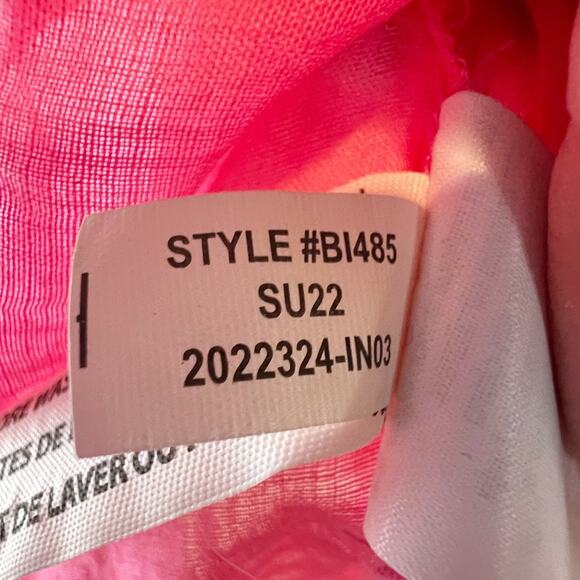 STYLE #BI485
SU22
2022324-IN03
DE LAVER OU